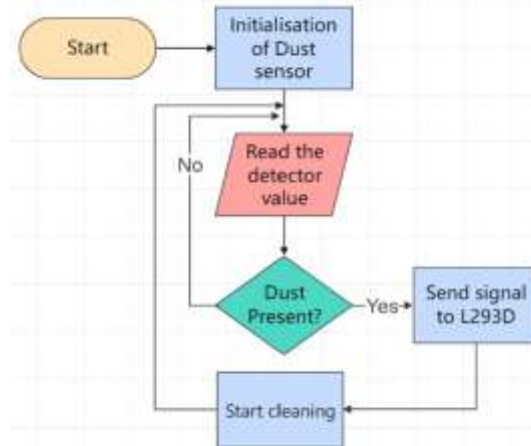 Start
Initialisation
of Dust
sensor
No
Read the
detector
value
Dust
Present?
Yes
Send signal
to L293D
Start cleaning